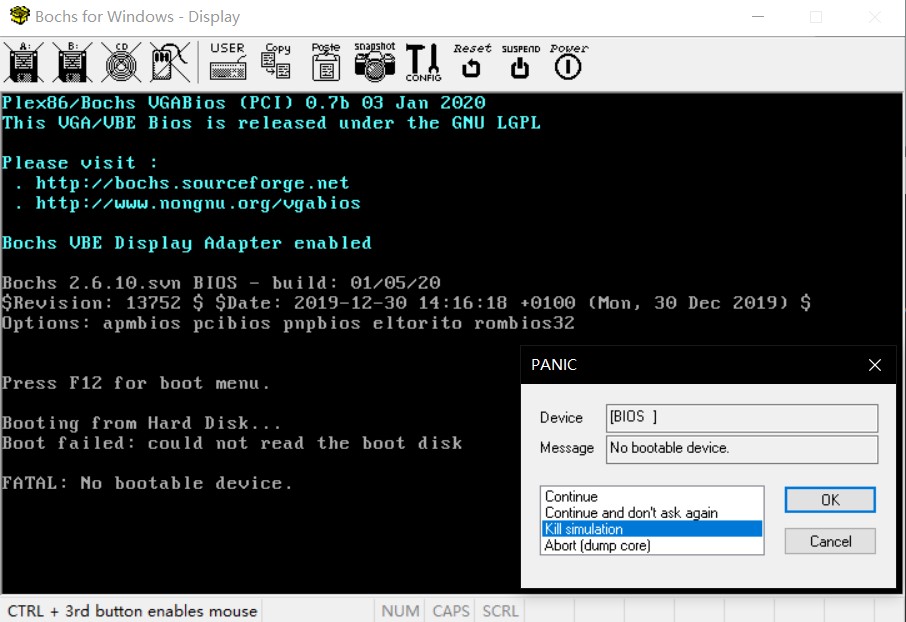 Bochs for Windows - Display
A: B: CD USER Copy Poste snapshot CONFIG Reset SUSPEND Power
Plex86/Bochs VGABios (PCI) 0.7b 03 Jan 2020
This VGA/VBE Bios is released under the GNU LGPL
Please visit :
. http://bochs.sourceforge.net
. http://www.nongnu.org/vgabios
Bochs VBE Display Adapter enabled
Bochs 2.6.10.svn BIOS - build: 01/05/20
$Revision: 13752 $ $Date: 2019-12-30 14:16:18 +0100 (Mon, 30 Dec 2019) $
Options: apmbios pcibios pnpbios eltorito rombios32
Press F12 for boot menu.
Booting from Hard Disk...
Boot failed: could not read the boot disk
FATAL: No bootable device.
PANIC
Device [BIOS ]
Message No bootable device.
Continue
Continue and don't ask again
Kill simulation
Abort (dump core)
OK
Cancel
CTRL + 3rd button enables mouse NUM CAPS SCRL